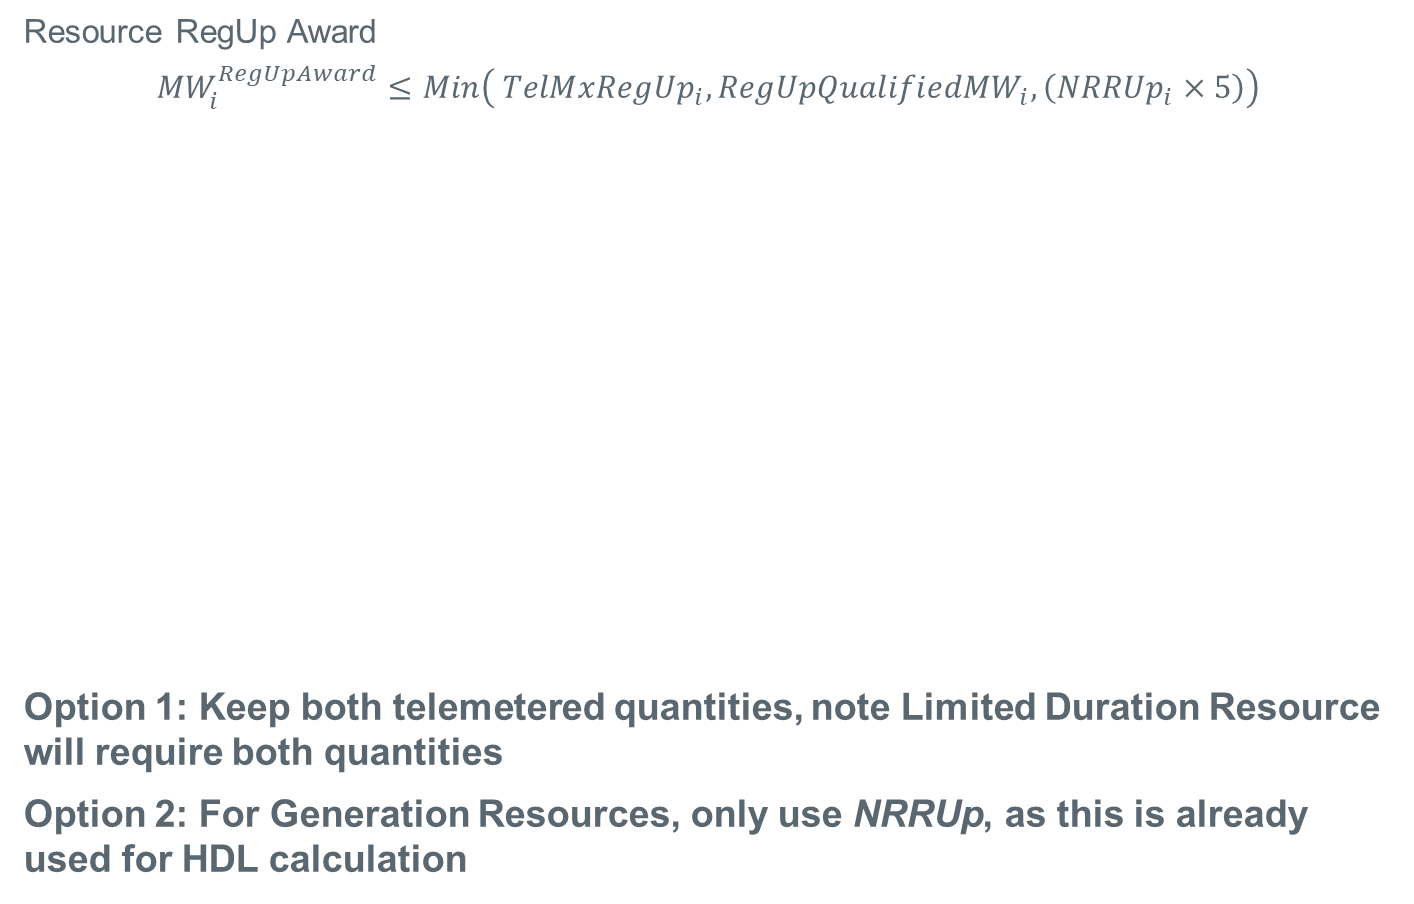 Resource RegUp Award
MW_i^{RegUpAward} ≤ Min( TelMxRegUp_i, RegUpQualifiedMW_i, (NRRUp_i × 5))
Option 1: Keep both telemetered quantities, note Limited Duration Resource
will require both quantities
Option 2: For Generation Resources, only use NRRUp, as this is already
used for HDL calculation